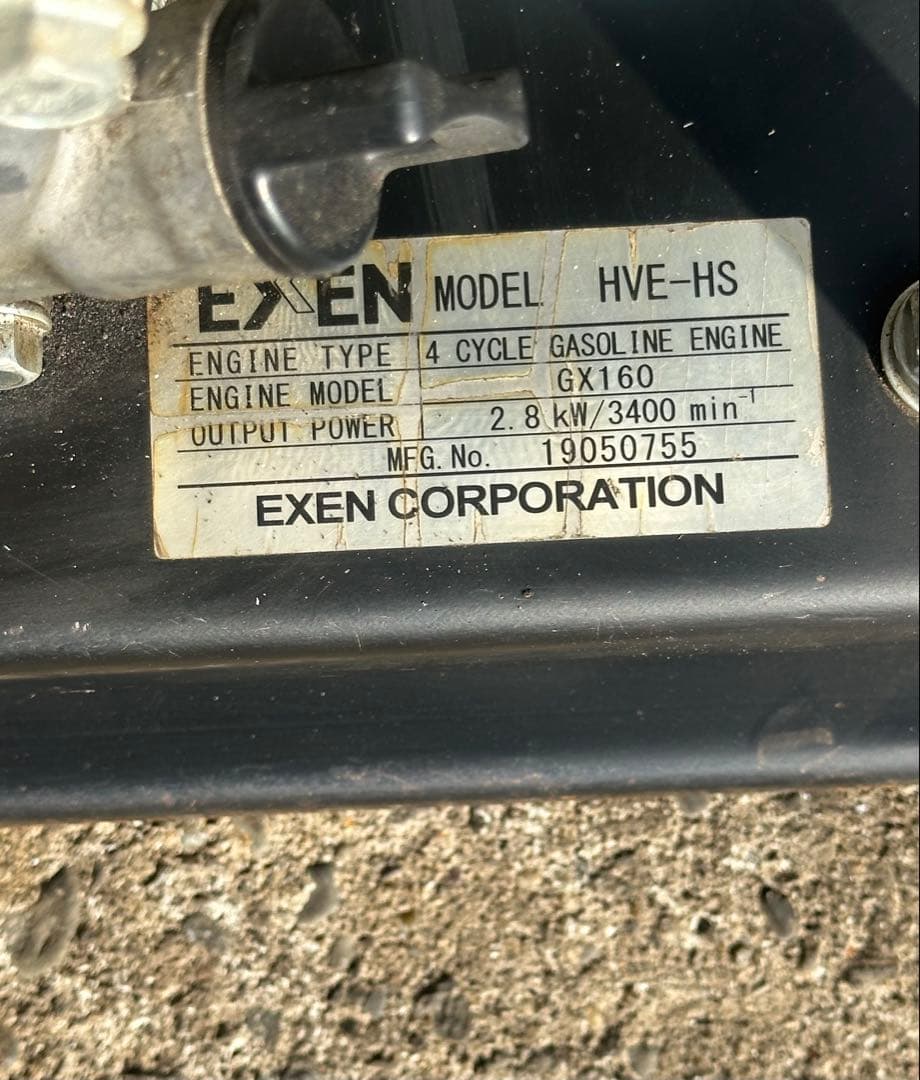 EXEN MODEL HVE-HS
ENGINE TYPE 4 CYCLE GASOLINE ENGINE
ENGINE MODEL GX160
OUTPUT POWER 2.8 kW/3400 min⁻¹
MFG. No. 19050755
EXEN CORPORATION